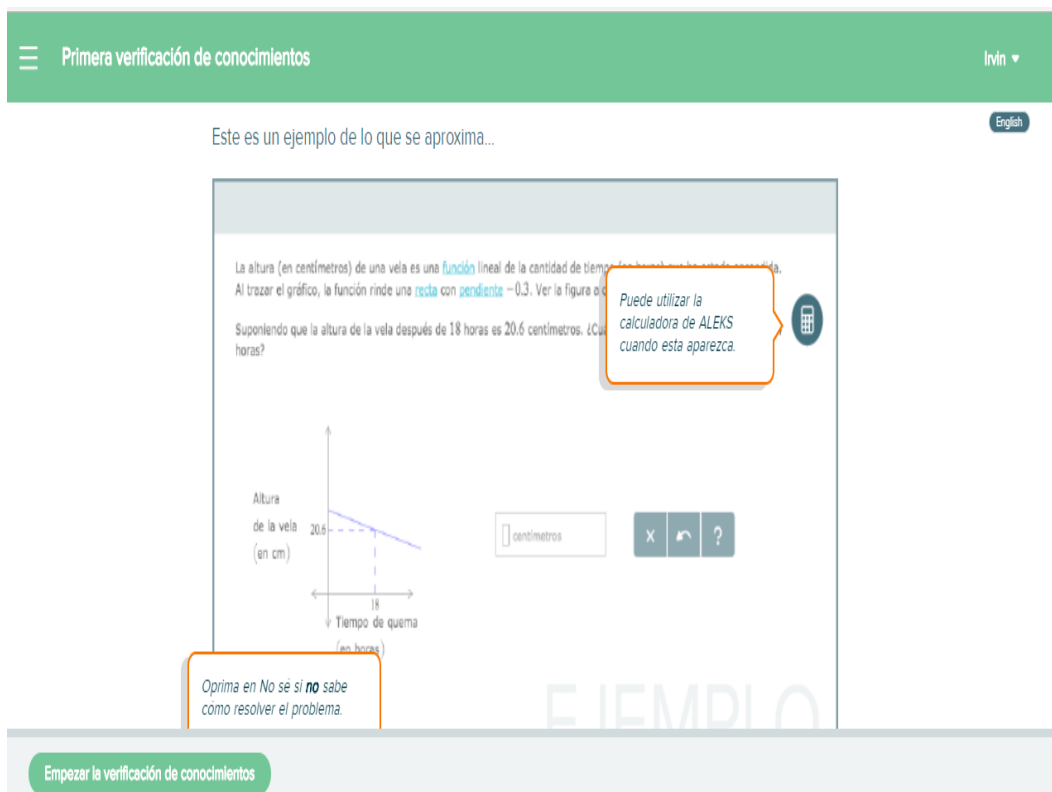 Primera verificación de conocimientos
Irvin
English
Este es un ejemplo de lo que se aproxima...
La altura (en centímetros) de una vela es una función lineal de la cantidad de tiempo
Al trazar el gráfico, la función rinde una recta con pendiente −0.3. Ver la figura a
Suponiendo que la altura de la vela después de 18 horas es 20.6 centímetros.
horas?
Puede utilizar la
calculadora de ALEKS
cuando esta aparezca.
Altura
de la vela
(en cm)
20.6
18
Tiempo de quema
(en horas)
centímetros
?
Oprima en No sé si no sabe
cómo resolver el problema.
EJEMPLO
Empezar la verificación de conocimientos